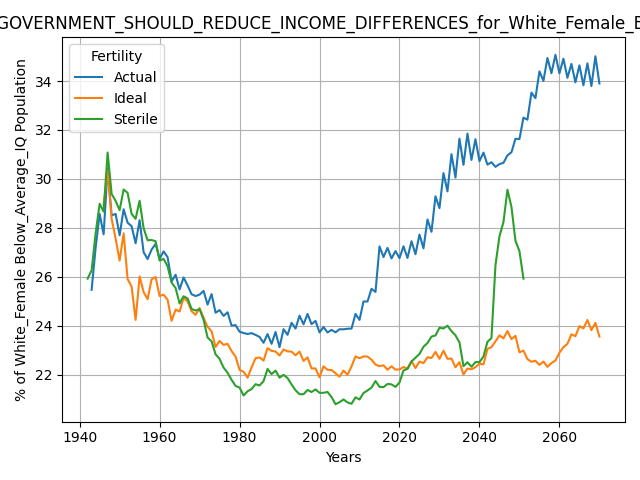 GOVERNMENT_SHOULD_REDUCE_INCOME_DIFFERENCES_for_White_Female_B
Fertility
Actual
Ideal
Sterile
% of White_Female Below_Average_IQ Population
34
32
30
28
26
24
22
1940 1960 1980 2000 2020 2040 2060
Years